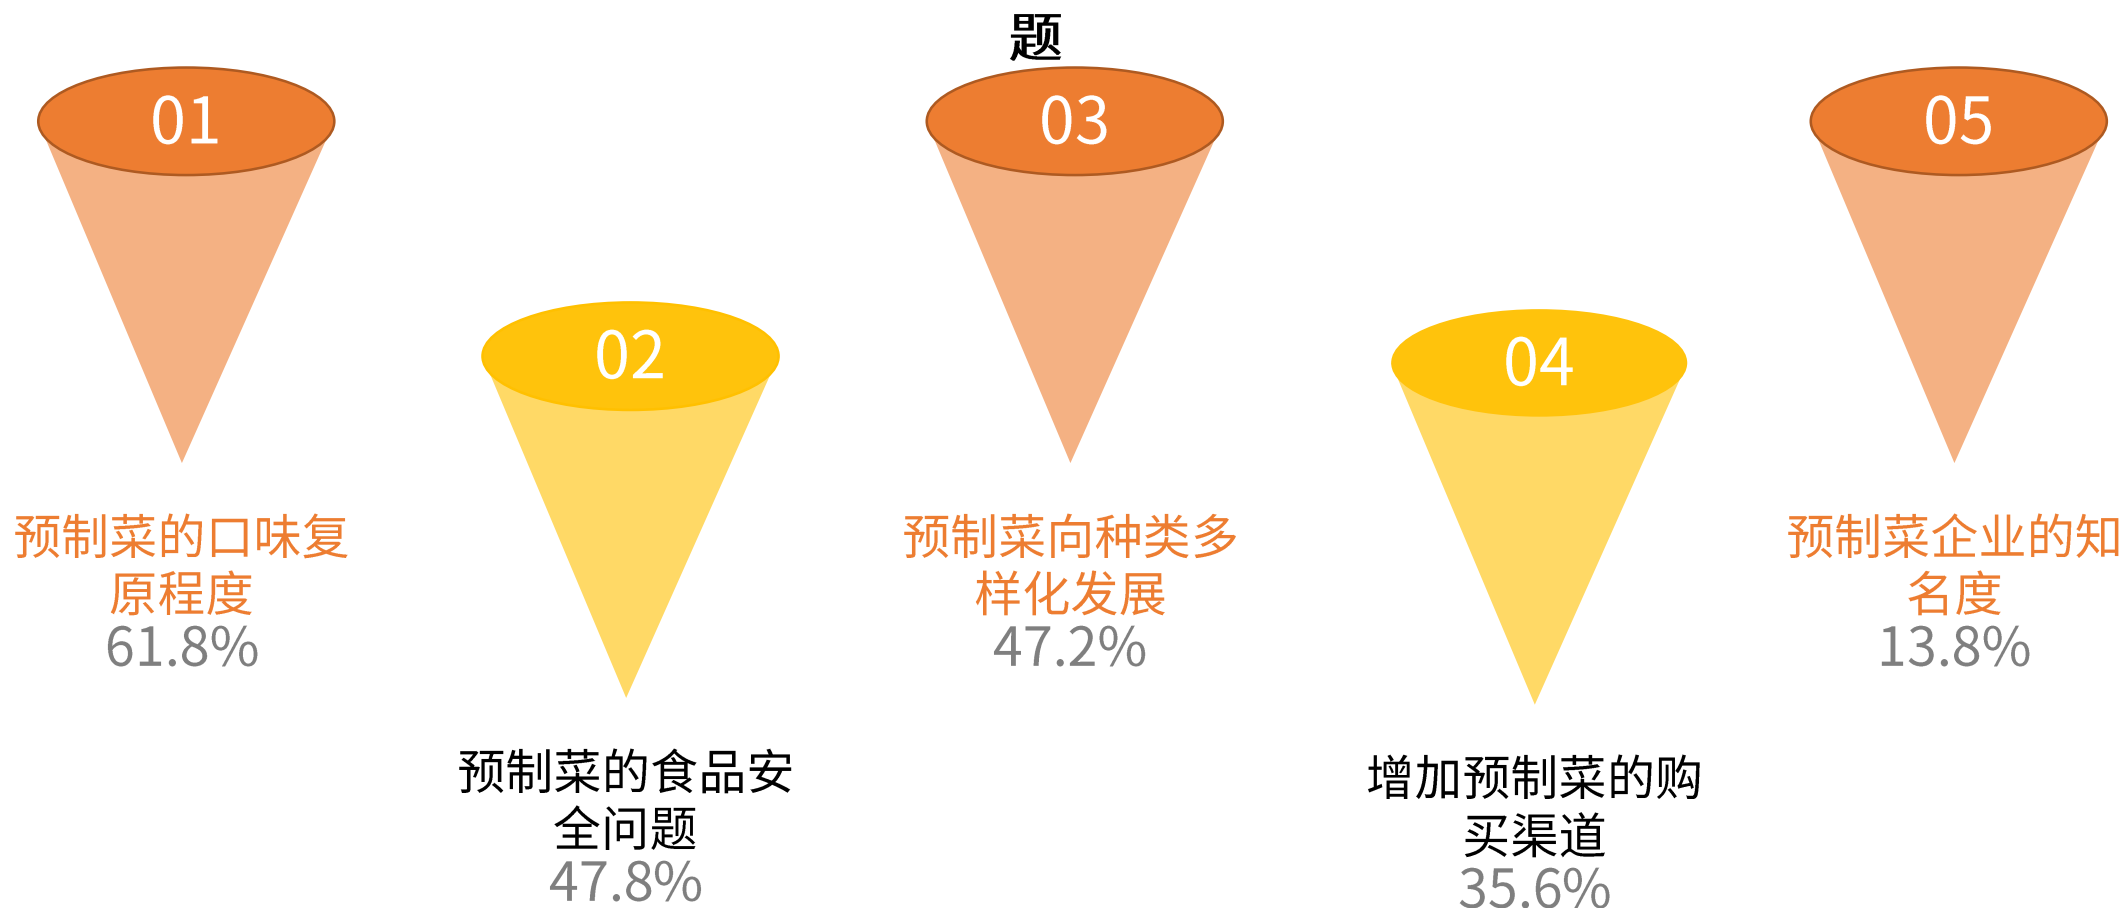 题
01
预制菜的口味复
原程度
61.8%
02
预制菜的食品安
全问题
47.8%
03
预制菜向种类多
样化发展
47.2%
04
增加预制菜的购
买渠道
35.6%
05
预制菜企业的知
名度
13.8%